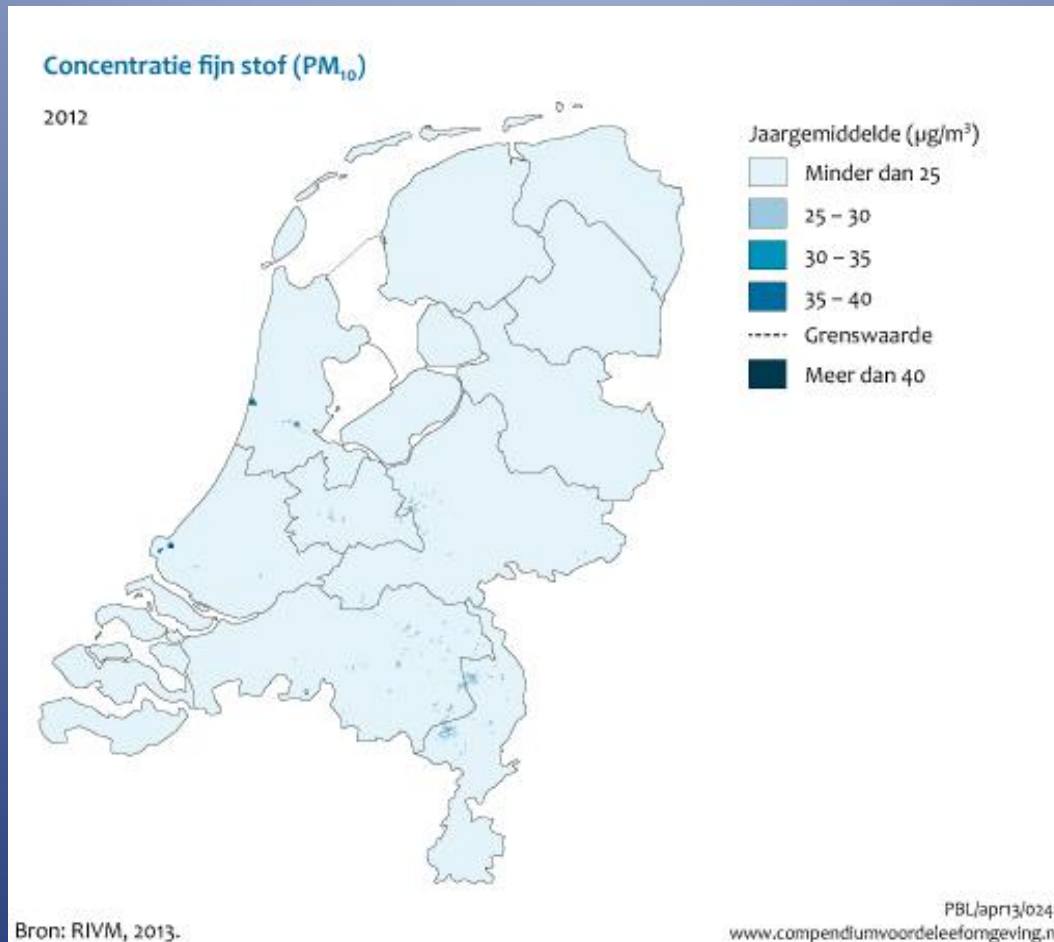 Concentratie fijn stof (PM₁₀)
2012
Jaargemiddelde (µg/m³)
Minder dan 25
25 – 30
30 – 35
35 – 40
Grenswaarde
Meer dan 40
PBL/apr13/024
Bron: RIVM, 2013.
www.compendiumvoordeleefomgeving.n